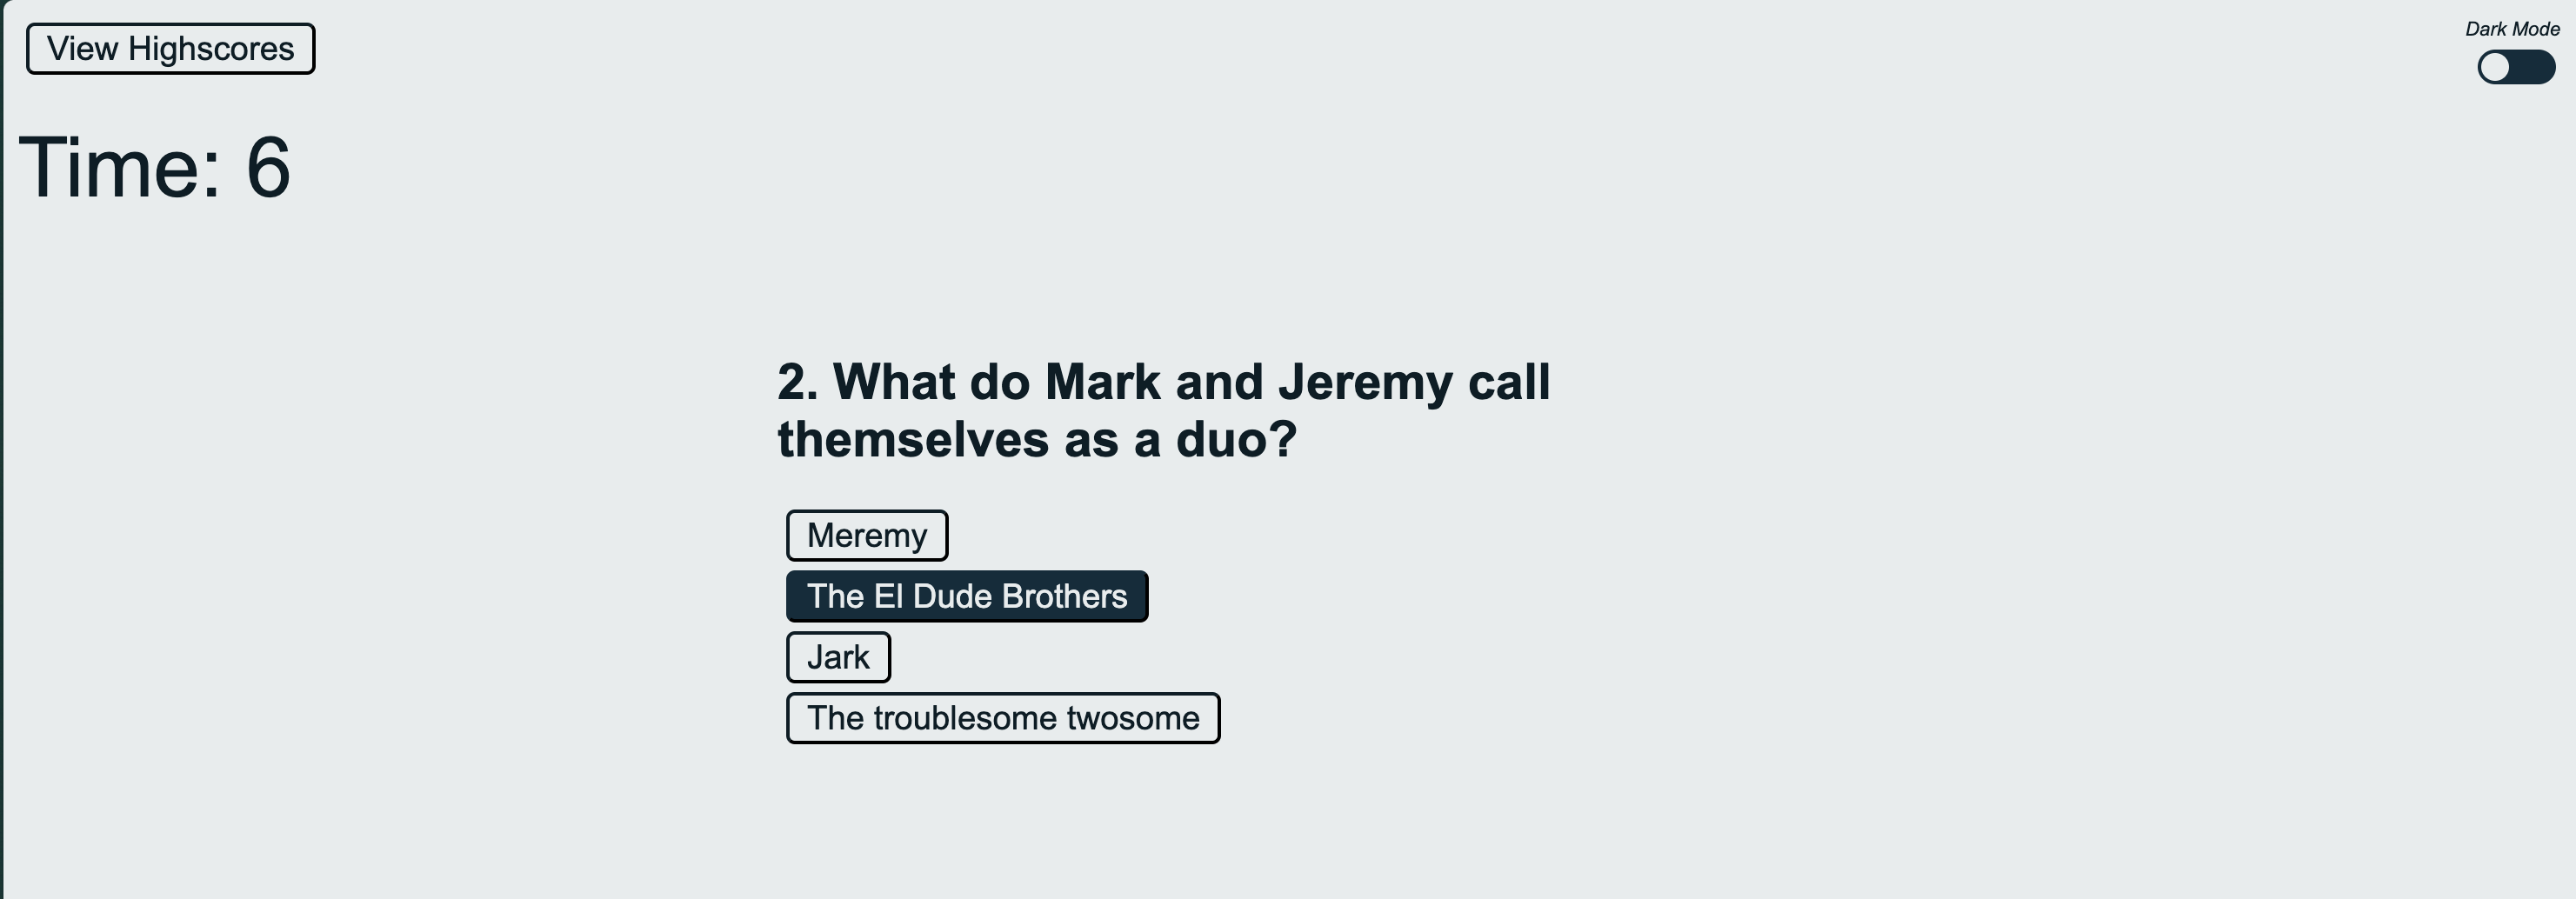 View Highscores
Dark Mode
Time: 6
2. What do Mark and Jeremy call
themselves as a duo?
Meremy
The El Dude Brothers
Jark
The troublesome twosome